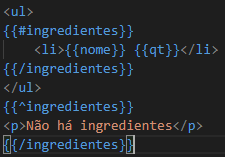 <ul>
{{#ingredientes}}
    <li>{{nome}} {{qt}}</li>
{{/ingredientes}}
</ul>
{{^ingredientes}}
<p>Não há ingredientes</p>
{{/ingredientes}}